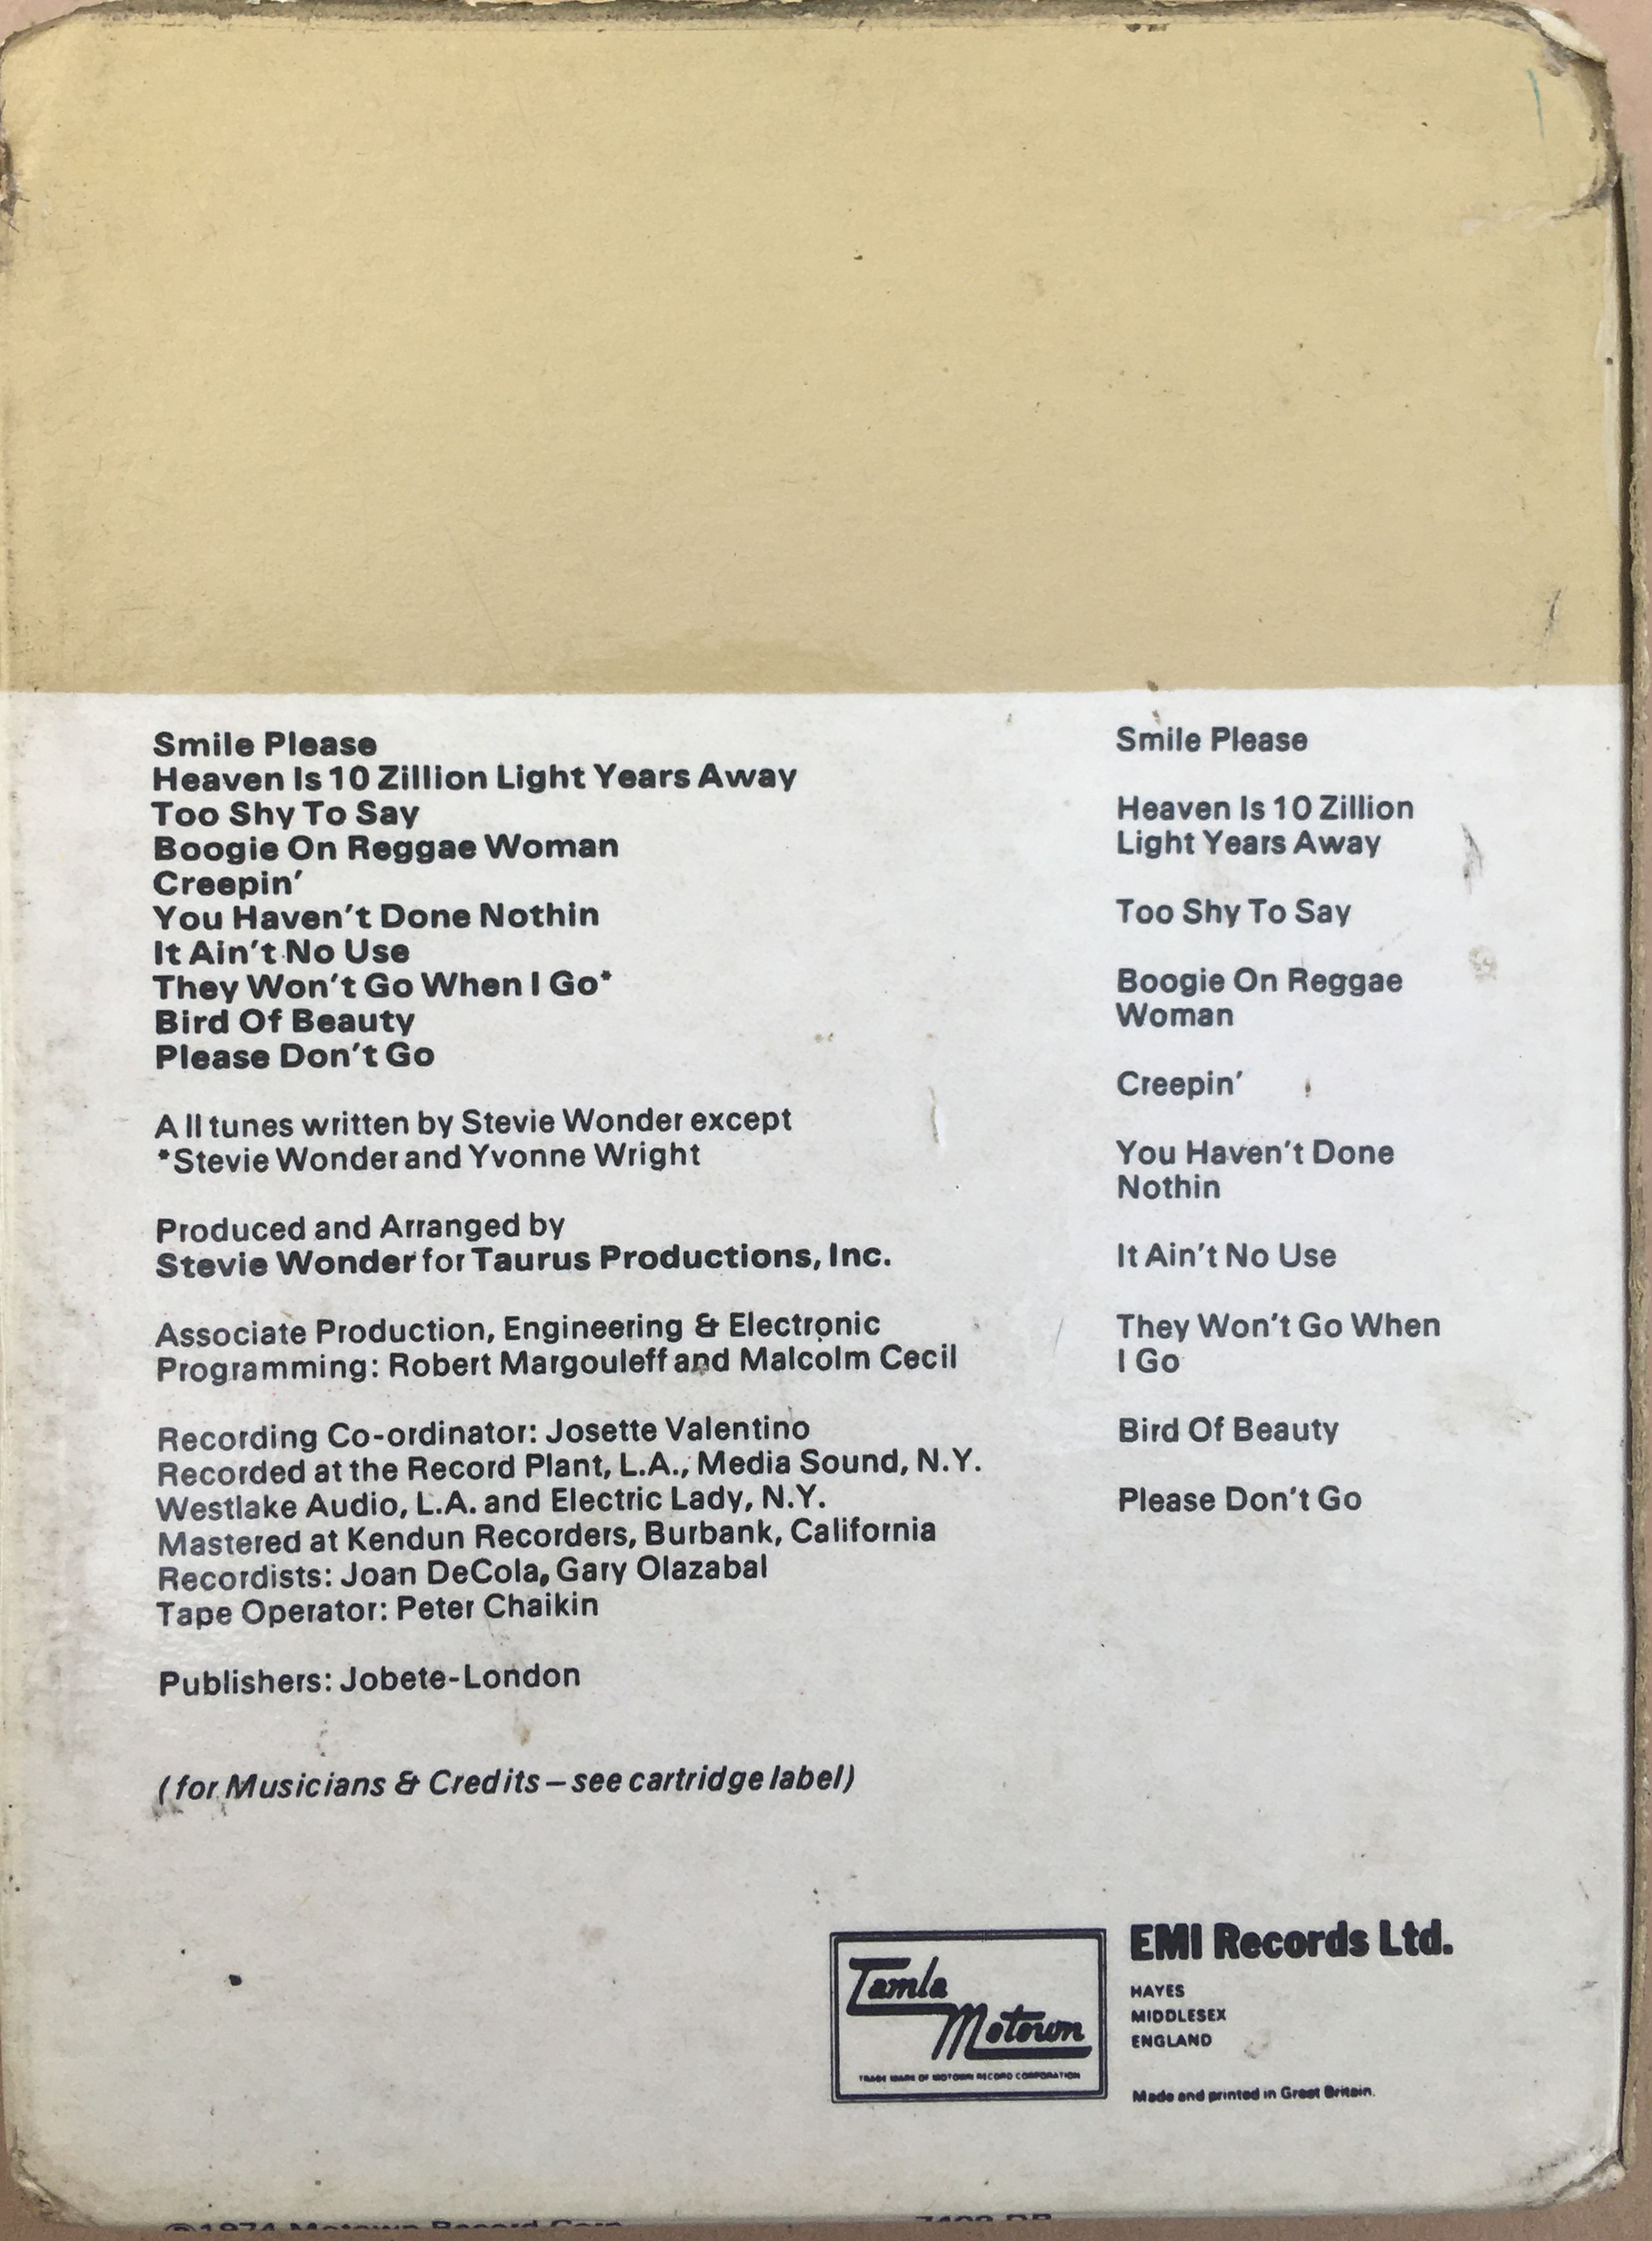 Smile Please
Heaven Is 10 Zillion Light Years Away
Too Shy To Say
Boogie On Reggae Woman
Creepin'
You Haven't Done Nothin
It Ain't No Use
They Won't Go When I Go*
Bird Of Beauty
Please Don't Go
All tunes written by Stevie Wonder except
*Stevie Wonder and Yvonne Wright
Produced and Arranged by
Stevie Wonder for Taurus Productions, Inc.
Associate Production, Engineering & Electronic
Programming: Robert Margouleff and Malcolm Cecil
Recording Co-ordinator: Josette Valentino
Recorded at the Record Plant, L.A., Media Sound, N.Y.
Westlake Audio, L.A. and Electric Lady, N.Y.
Mastered at Kendun Recorders, Burbank, California
Recordists: Joan DeCola, Gary Olazabal
Tape Operator: Peter Chaikin
Publishers: Jobete-London
(for Musicians & Credits – see cartridge label)
Smile Please
Heaven Is 10 Zillion
Light Years Away
Too Shy To Say
Boogie On Reggae
Woman
Creepin'
You Haven't Done
Nothin
It Ain't No Use
They Won't Go When
I Go
Bird Of Beauty
Please Don't Go
Tamla
Motown
TRADE MARK OF MOTOWN RECORD CORPORATION
EMI Records Ltd.
HAYES
MIDDLESEX
ENGLAND
Made and printed in Great Britain.
©1974 Motown Record Corp.